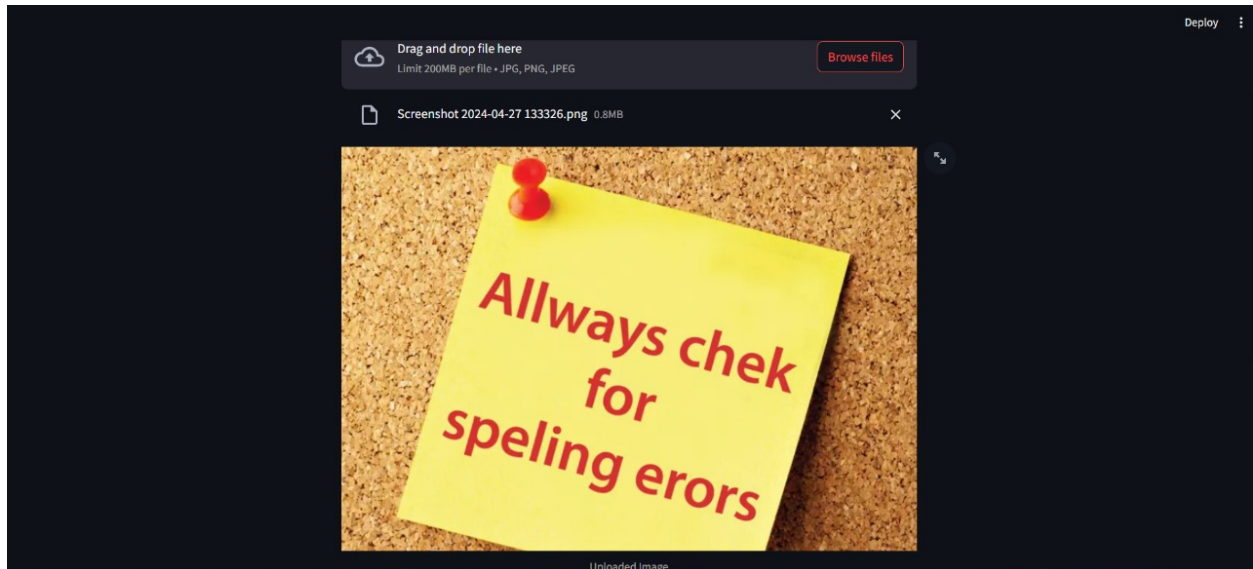 Deploy
Drag and drop file here
Limit 200MB per file • JPG, PNG, JPEG
Browse files
Screenshot 2024-04-27 133326.png 0.8MB
Allways chek
for
speling erors
Uploaded Image